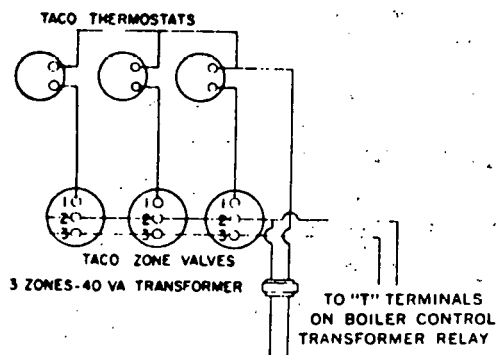 TACO THERMOSTATS
1 1 1
2 2 2
3 3 3
TACO ZONE VALVES
3 ZONES-40 VA TRANSFORMER
TO "T" TERMINALS
ON BOILER CONTROL
TRANSFORMER RELAY